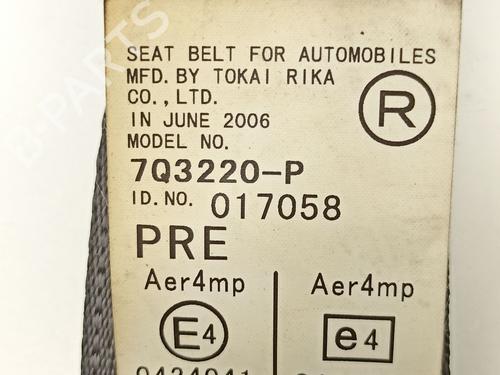 SEAT BELT FOR AUTOMOBILES
MFD. BY TOKAI RIKA
CO., LTD.
IN JUNE 2006
MODEL NO.
7Q3220-P
R
ID. NO. 017058
PRE
Aer4mp
Aer4mp
E4
e4
B-PARTS